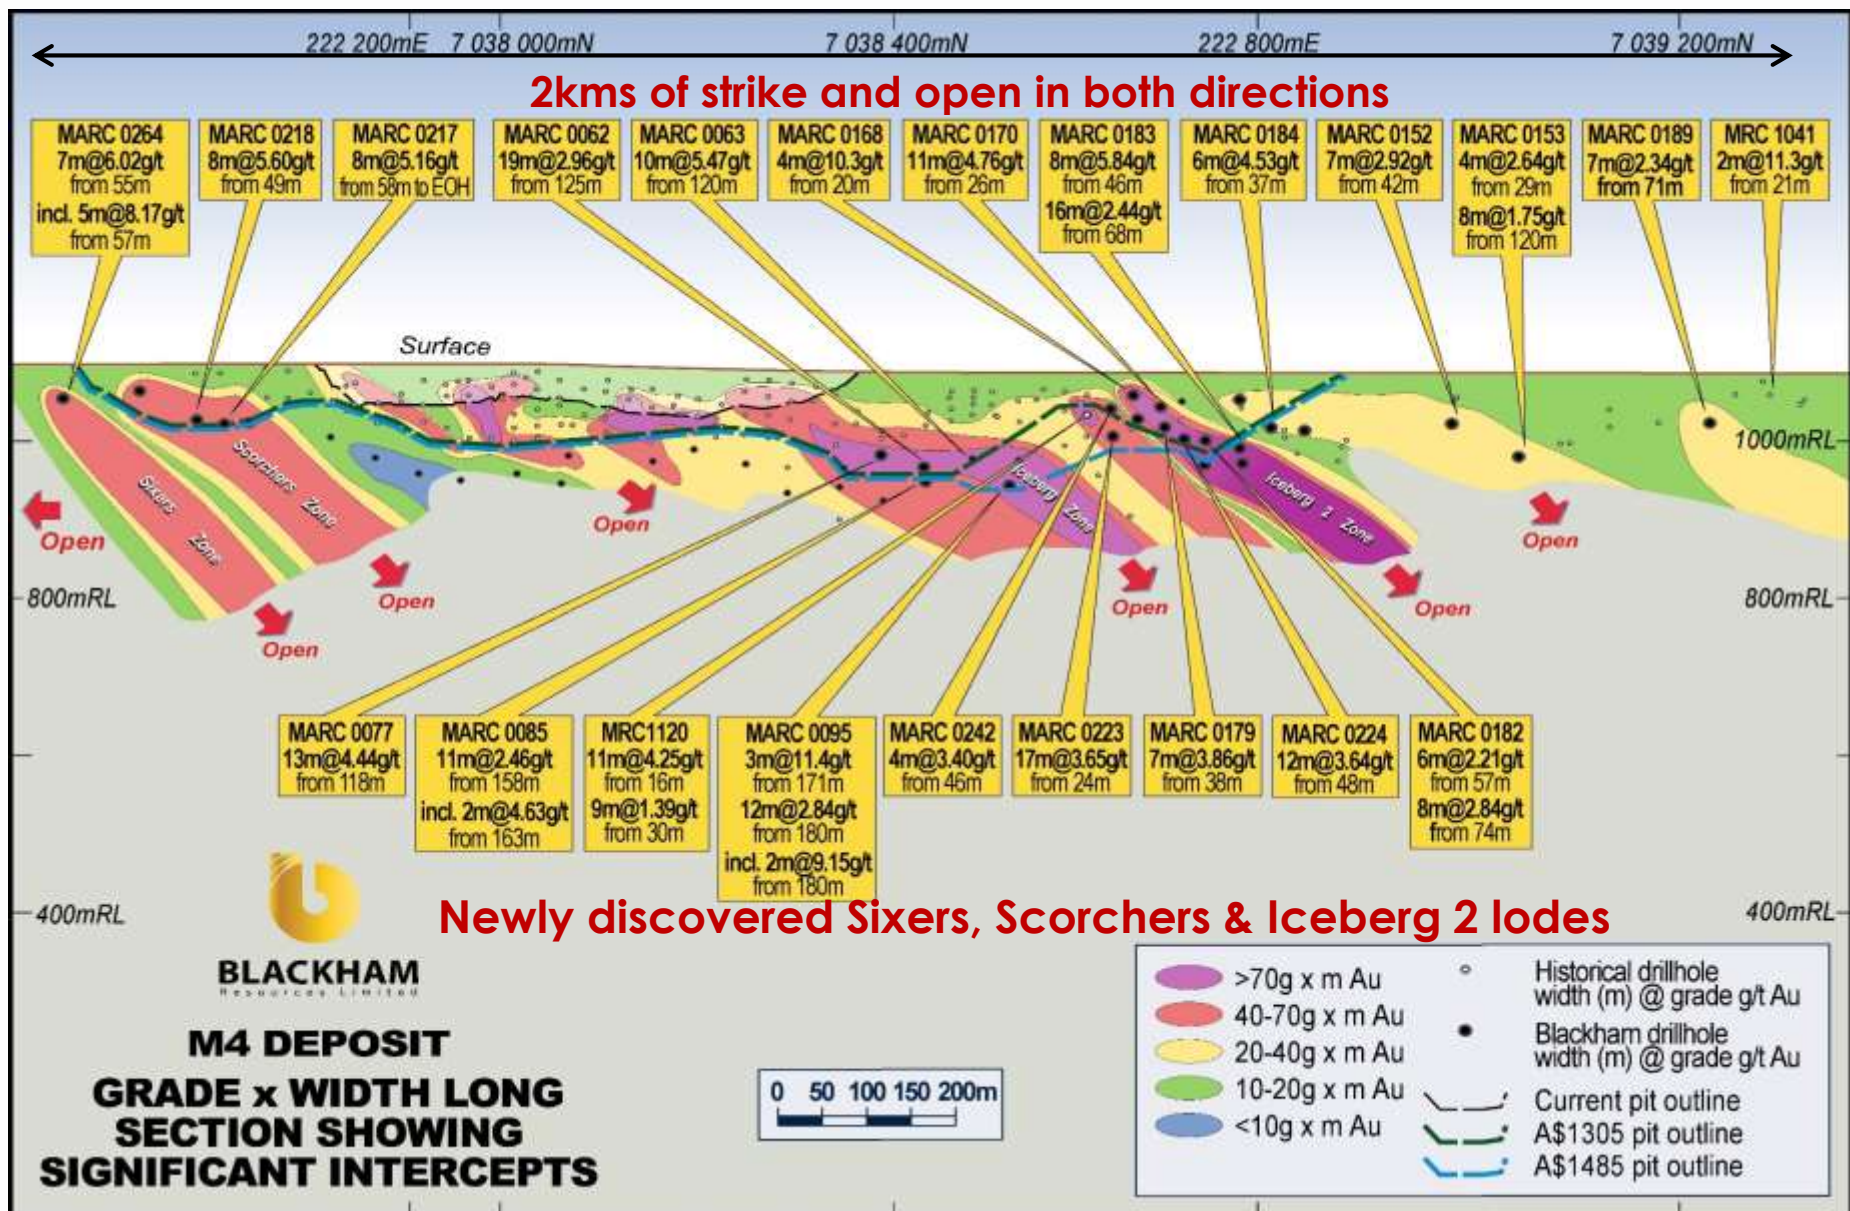 222 200mE 7 038 000mN 7 038 400mN 222 800mE 7 039 200mN
2kms of strike and open in both directions
MARC 0264
7m@6.02g/t
from 55m
incl. 5m@8.17g/t
from 57m
MARC 0218
8m@5.60g/t
from 49m
MARC 0217
8m@5.16g/t
from 58m to EOH
MARC 0062
19m@2.96g/t
from 125m
MARC 0063
10m@5.47g/t
from 120m
MARC 0168
4m@10.3g/t
from 20m
MARC 0170
11m@4.76g/t
from 26m
MARC 0183
8m@5.84g/t
from 46m
16m@2.44g/t
from 68m
MARC 0184
6m@4.53g/t
from 37m
MARC 0152
7m@2.92g/t
from 42m
MARC 0153
4m@2.64g/t
from 29m
8m@1.75g/t
from 120m
MARC 0189
7m@2.34g/t
from 71m
MRC 1041
2m@11.3g/t
from 21m
Surface
1000mRL
Sixers Zone
Scorchers Zone
Iceberg Zone
Iceberg 2 Zone
Open
Open
Open
Open
Open
Open
Open
800mRL
800mRL
MARC 0077
13m@4.44g/t
from 118m
MARC 0085
11m@2.46g/t
from 158m
incl. 2m@4.63g/t
from 163m
MRC1120
11m@4.25g/t
from 16m
9m@1.39g/t
from 30m
MARC 0095
3m@11.4g/t
from 171m
12m@2.84g/t
from 180m
incl. 2m@9.15g/t
from 180m
MARC 0242
4m@3.40g/t
from 46m
MARC 0223
17m@3.65g/t
from 24m
MARC 0179
7m@3.86g/t
from 38m
MARC 0224
12m@3.64g/t
from 48m
MARC 0182
6m@2.21g/t
from 57m
8m@2.84g/t
from 74m
400mRL
400mRL
Newly discovered Sixers, Scorchers & Iceberg 2 lodes
BLACKHAM
Resources Limited
M4 DEPOSIT
GRADE x WIDTH LONG
SECTION SHOWING
SIGNIFICANT INTERCEPTS
0 50 100 150 200m
>70g x m Au
40-70g x m Au
20-40g x m Au
10-20g x m Au
<10g x m Au
Historical drillhole
width (m) @ grade g/t Au
Blackham drillhole
width (m) @ grade g/t Au
Current pit outline
A$1305 pit outline
A$1485 pit outline